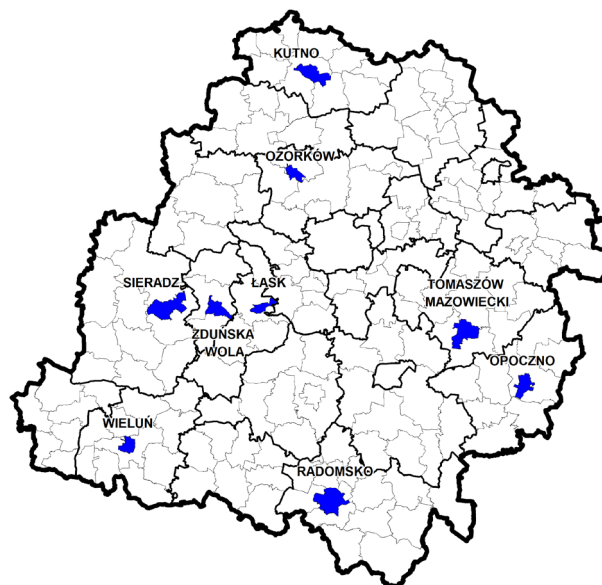 KUTNO
OZORKÓW
SIERADZ
ŁASK
TOMASZÓW
MAZOWIECKI
ZDUŃSKA
WOLA
OPOCZNO
WIELUŃ
RADOMSKO